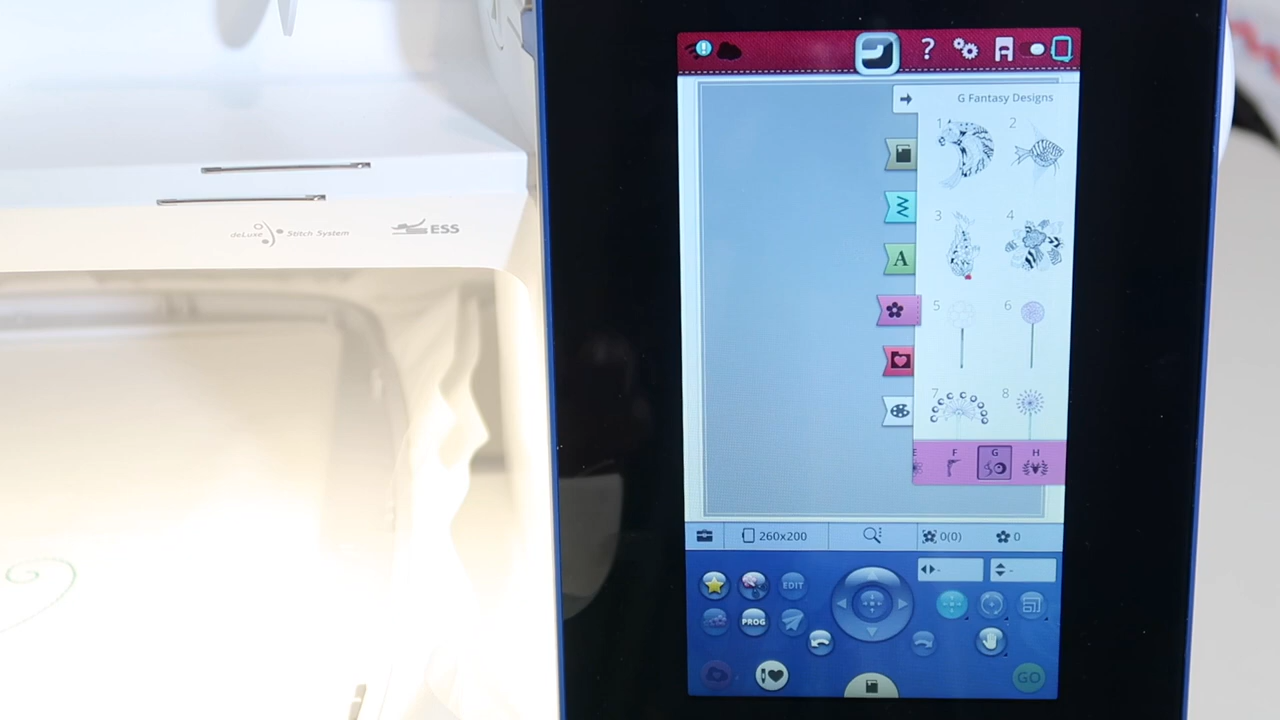 deLuxe Stitch System
ESS
?
G Fantasy Designs
1
2
3
4
A
5
6
7
8
E F G H
260x200
0(0)
0
-
-
EDIT
PROG
GO